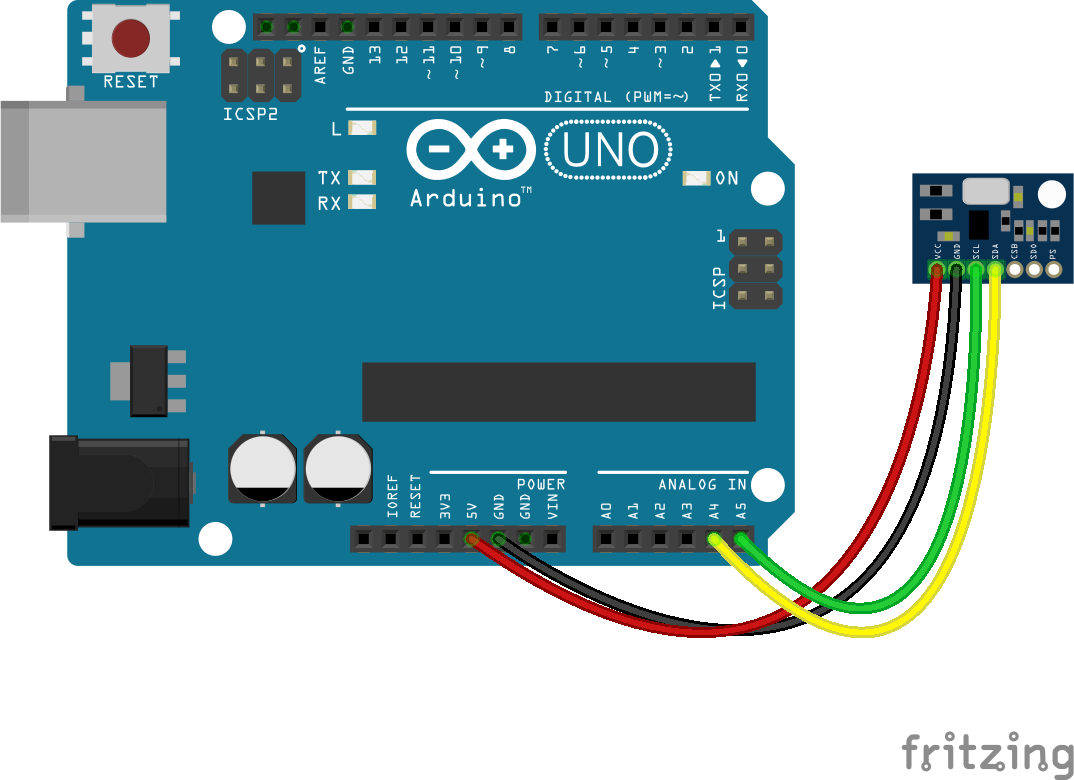 RESET
ICSP2
AREF
GND
13
12
~11
~10
~9
8
7
~6
~5
4
~3
2
TX0▶1
RX0◀0
DIGITAL (PWM=~)
L
TX
RX
UNO
Arduino™
ON
1
ICSP
VCC
GND
SCL
SDA
CSB
SDO
PS
POWER
ANALOG IN
IOREF
RESET
3V3
5V
GND
GND
VIN
A0
A1
A2
A3
A4
A5
fritzing